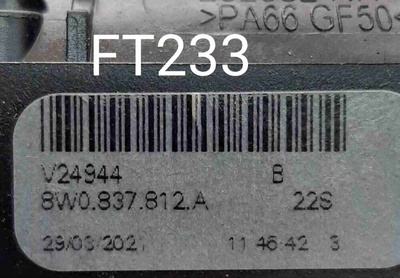 >PA66 GF50<
FT233
V24944 B
8W0.837.812.A 22S
29/03/2021 11:46:42 3